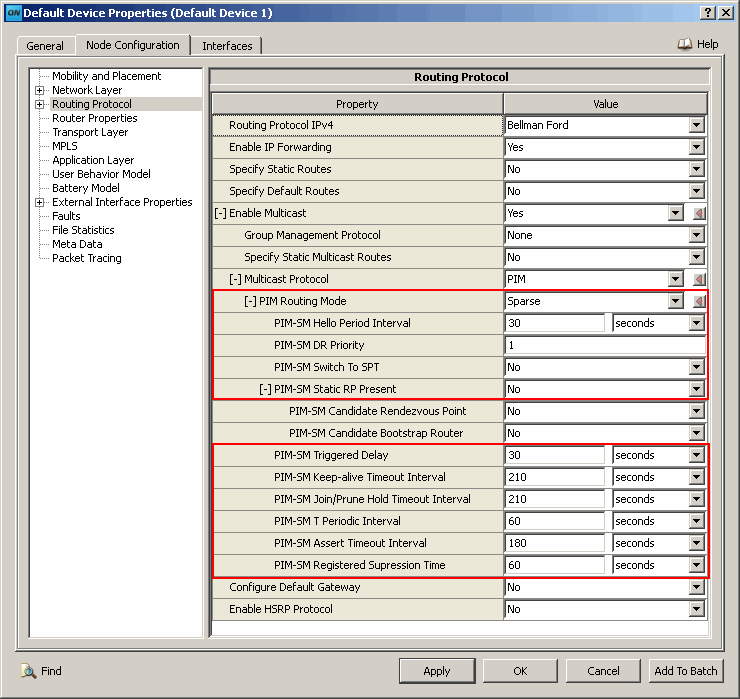 QN Default Device Properties (Default Device 1)
General Node Configuration Interfaces Help
Mobility and Placement
Network Layer
Routing Protocol
Router Properties
Transport Layer
MPLS
Application Layer
User Behavior Model
Battery Model
External Interface Properties
Faults
File Statistics
Meta Data
Packet Tracing
Routing Protocol
Property Value
Routing Protocol IPv4 Bellman Ford
Enable IP Forwarding Yes
Specify Static Routes No
Specify Default Routes No
[-] Enable Multicast Yes
Group Management Protocol None
Specify Static Multicast Routes No
[-] Multicast Protocol PIM
[-] PIM Routing Mode Sparse
PIM-SM Hello Period Interval 30 seconds
PIM-SM DR Priority 1
PIM-SM Switch To SPT No
[-] PIM-SM Static RP Present No
PIM-SM Candidate Rendezvous Point No
PIM-SM Candidate Bootstrap Router No
PIM-SM Triggered Delay 30 seconds
PIM-SM Keep-alive Timeout Interval 210 seconds
PIM-SM Join/Prune Hold Timeout Interval 210 seconds
PIM-SM T Periodic Interval 60 seconds
PIM-SM Assert Timeout Interval 180 seconds
PIM-SM Registered Supression Time 60 seconds
Configure Default Gateway No
Enable HSRP Protocol No
Find Apply OK Cancel Add To Batch